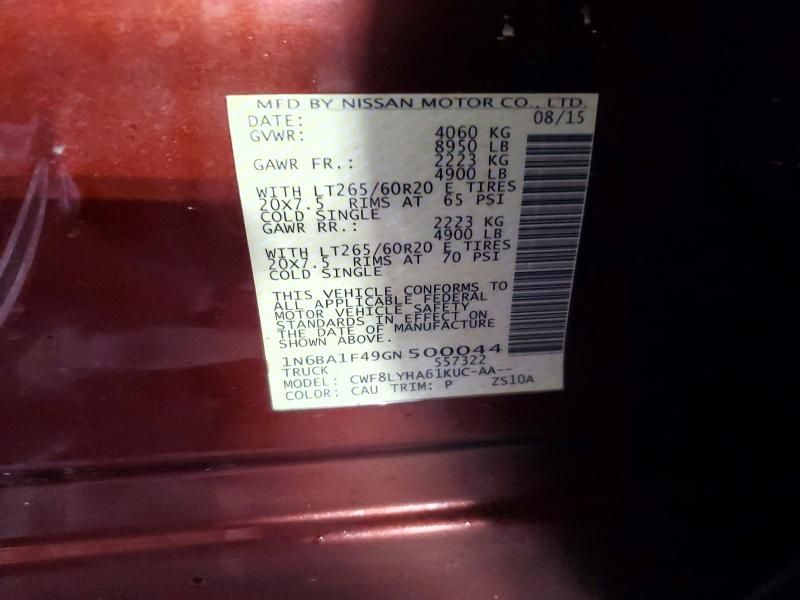 MFD BY NISSAN MOTOR CO., LTD.
DATE: 08/15
GVWR: 4060 KG
8950 LB
GAWR FR.: 2223 KG
4900 LB
WITH LT265/60R20 E TIRES
20X7.5 RIMS AT 65 PSI
COLD SINGLE
GAWR RR.: 2223 KG
4900 LB
WITH LT265/60R20 E TIRES
20X7.5 RIMS AT 70 PSI
COLD SINGLE
THIS VEHICLE CONFORMS TO
ALL APPLICABLE FEDERAL
MOTOR VEHICLE SAFETY
STANDARDS IN EFFECT ON
THE DATE OF MANUFACTURE
SHOWN ABOVE.
1N6BA1F49GN500044
TRUCK 557322
MODEL: CWF8LYHA61KUC-AA--
COLOR: CAU TRIM: P ZS10A